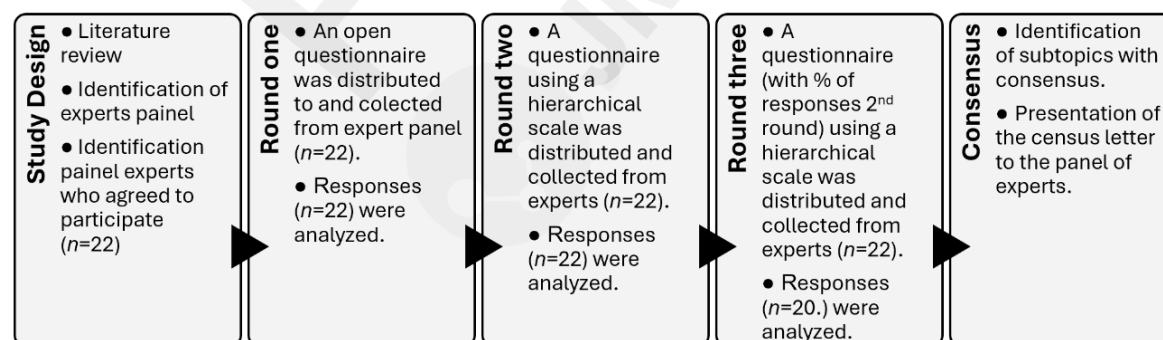 Study Design
● Literature
review
● Identification of
experts painel
● Identification
painel experts
who agreed to
participate
(n=22)
Round one
● An open
questionnaire
was distributed
to and colected
from expert panel
(n=22).
● Responses
(n=22) were
analyzed.
Round two
● A
questionnaire
using a
hierarchical
scale was
distributed and
collected from
experts (n=22).
● Responses
(n=22) were
analyzed.
Round three
● A
questionnaire
(with % of
responses 2nd
round) using a
hierarchical
scale was
distributed and
collected from
experts (n=22).
● Responses
(n=20.) were
analyzed.
Consensus
● Identification
of subtopics with
consensus.
● Presentation of
the census letter
to the panel of
experts.